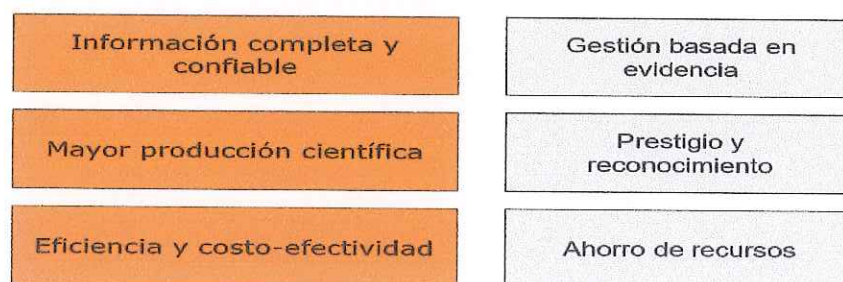 Información completa y
confiable
Gestión basada en
evidencia
Mayor producción científica
Prestigio y
reconocimiento
Eficiencia y costo-efectividad
Ahorro de recursos